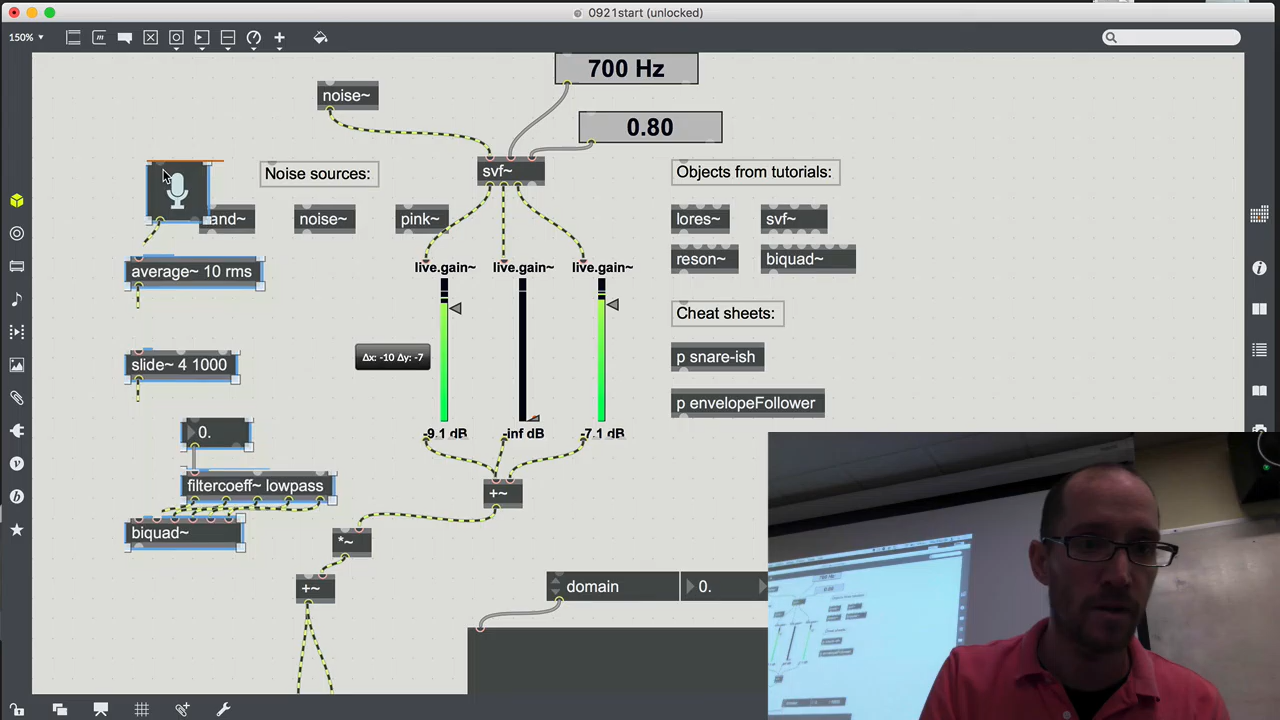 0921start (unlocked)
150%
700 Hz
noise~
0.80
svf~
Noise sources:
Objects from tutorials:
and~
noise~
pink~
lores~
svf~
average~ 10 rms
live.gain~
live.gain~
live.gain~
reson~
biquad~
Cheat sheets:
slide~ 4 1000
Δx: -10 Δy: -7
p snare-ish
p envelopeFollower
0.
-9.1 dB
-inf dB
-7.1 dB
filtercoeff~ lowpass
+~
biquad~
*~
+~
domain
0.